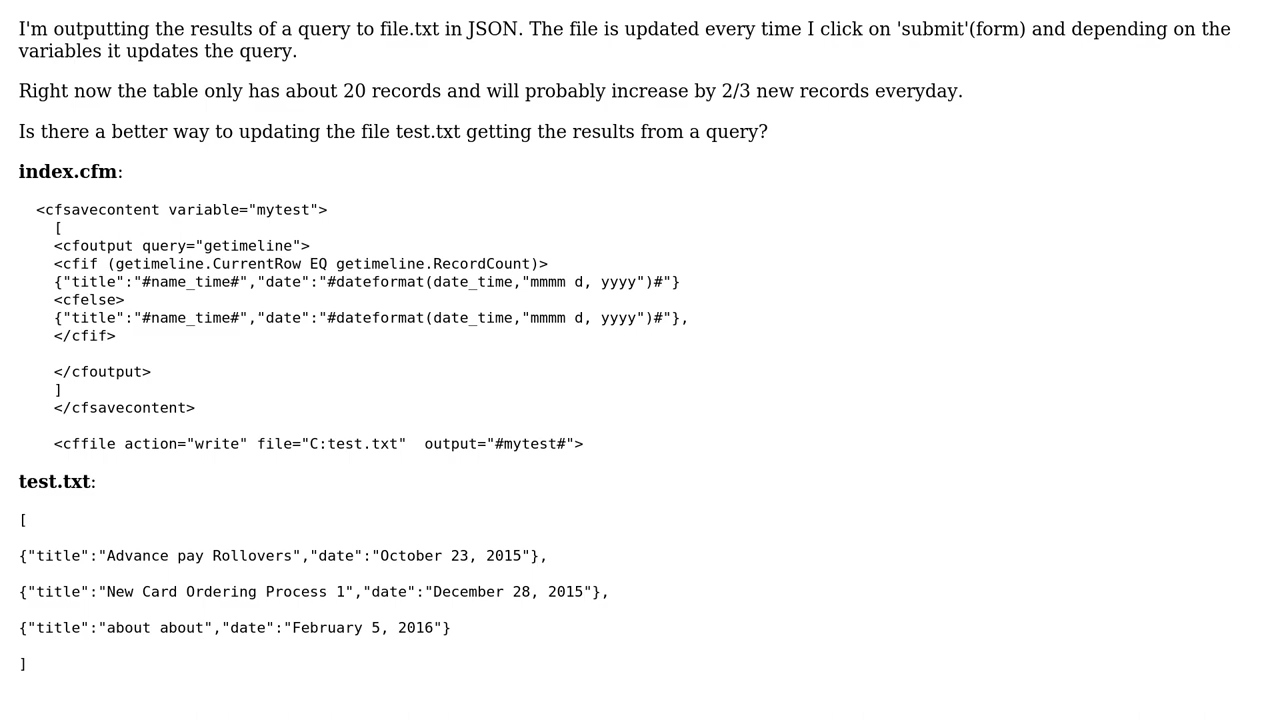 I'm outputting the results of a query to file.txt in JSON. The file is updated every time I click on 'submit'(form) and depending on the
variables it updates the query.
Right now the table only has about 20 records and will probably increase by 2/3 new records everyday.
Is there a better way to updating the file test.txt getting the results from a query?
index.cfm:
<cfsavecontent variable="mytest">
[
<cfoutput query="getimeline">
<cfif (getimeline.CurrentRow EQ getimeline.RecordCount)>
{"title":"#name_time#","date":"#dateformat(date_time,"mmmm d, yyyy")#"}
<cfelse>
{"title":"#name_time#","date":"#dateformat(date_time,"mmmm d, yyyy")#"},
</cfif>
</cfoutput>
]
</cfsavecontent>
<cffile action="write" file="C:test.txt"  output="#mytest#">
test.txt:
[
{"title":"Advance pay Rollovers","date":"October 23, 2015"},
{"title":"New Card Ordering Process 1","date":"December 28, 2015"},
{"title":"about about","date":"February 5, 2016"}
]